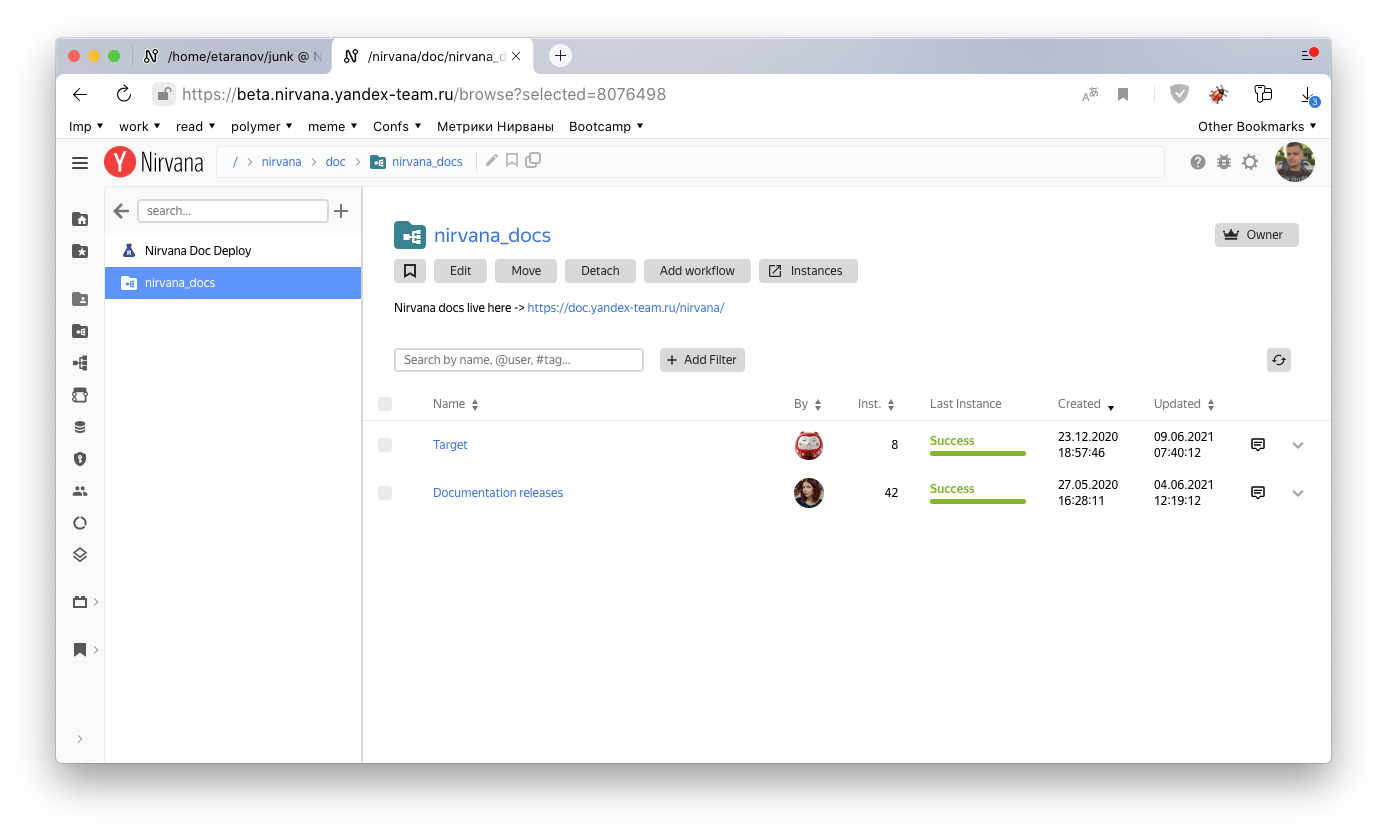 /home/etaranov/junk @ N
/nirvana/doc/nirvana_d
https://beta.nirvana.yandex-team.ru/browse?selected=8076498
3
Imp work read polymer meme Confs Метрики Нирваны Bootcamp Other Bookmarks
Y Nirvana / nirvana doc nirvana_docs
search...
Nirvana Doc Deploy
nirvana_docs
nirvana_docs
Owner
Edit Move Detach Add workflow Instances
Nirvana docs live here -> https://doc.yandex-team.ru/nirvana/
Search by name, @user, #tag... + Add Filter
Name By Inst. Last Instance Created Updated
Target 8 Success 23.12.2020 18:57:46 09.06.2021 07:40:12
Documentation releases 42 Success 27.05.2020 16:28:11 04.06.2021 12:19:12